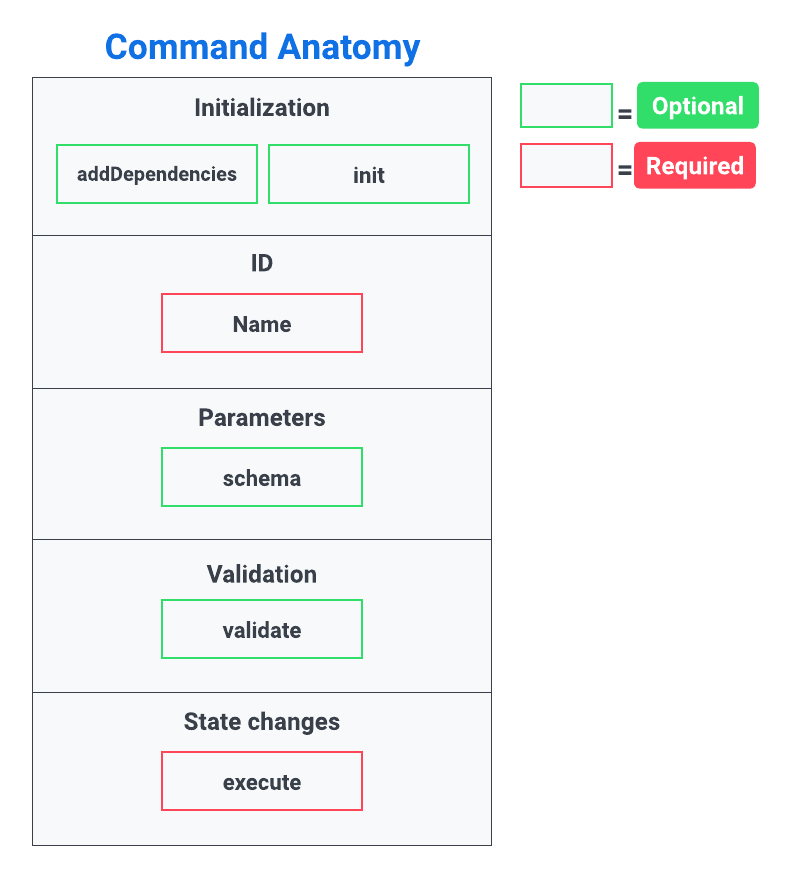 Command Anatomy
Initialization
addDependencies
init
ID
Name
Parameters
schema
Validation
validate
State changes
execute
= Optional
= Required